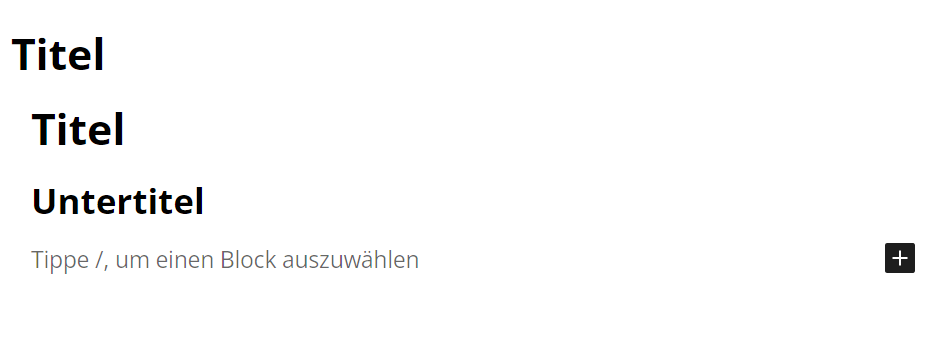 Titel
Titel
Untertitel
Tippe /, um einen Block auszuwählen